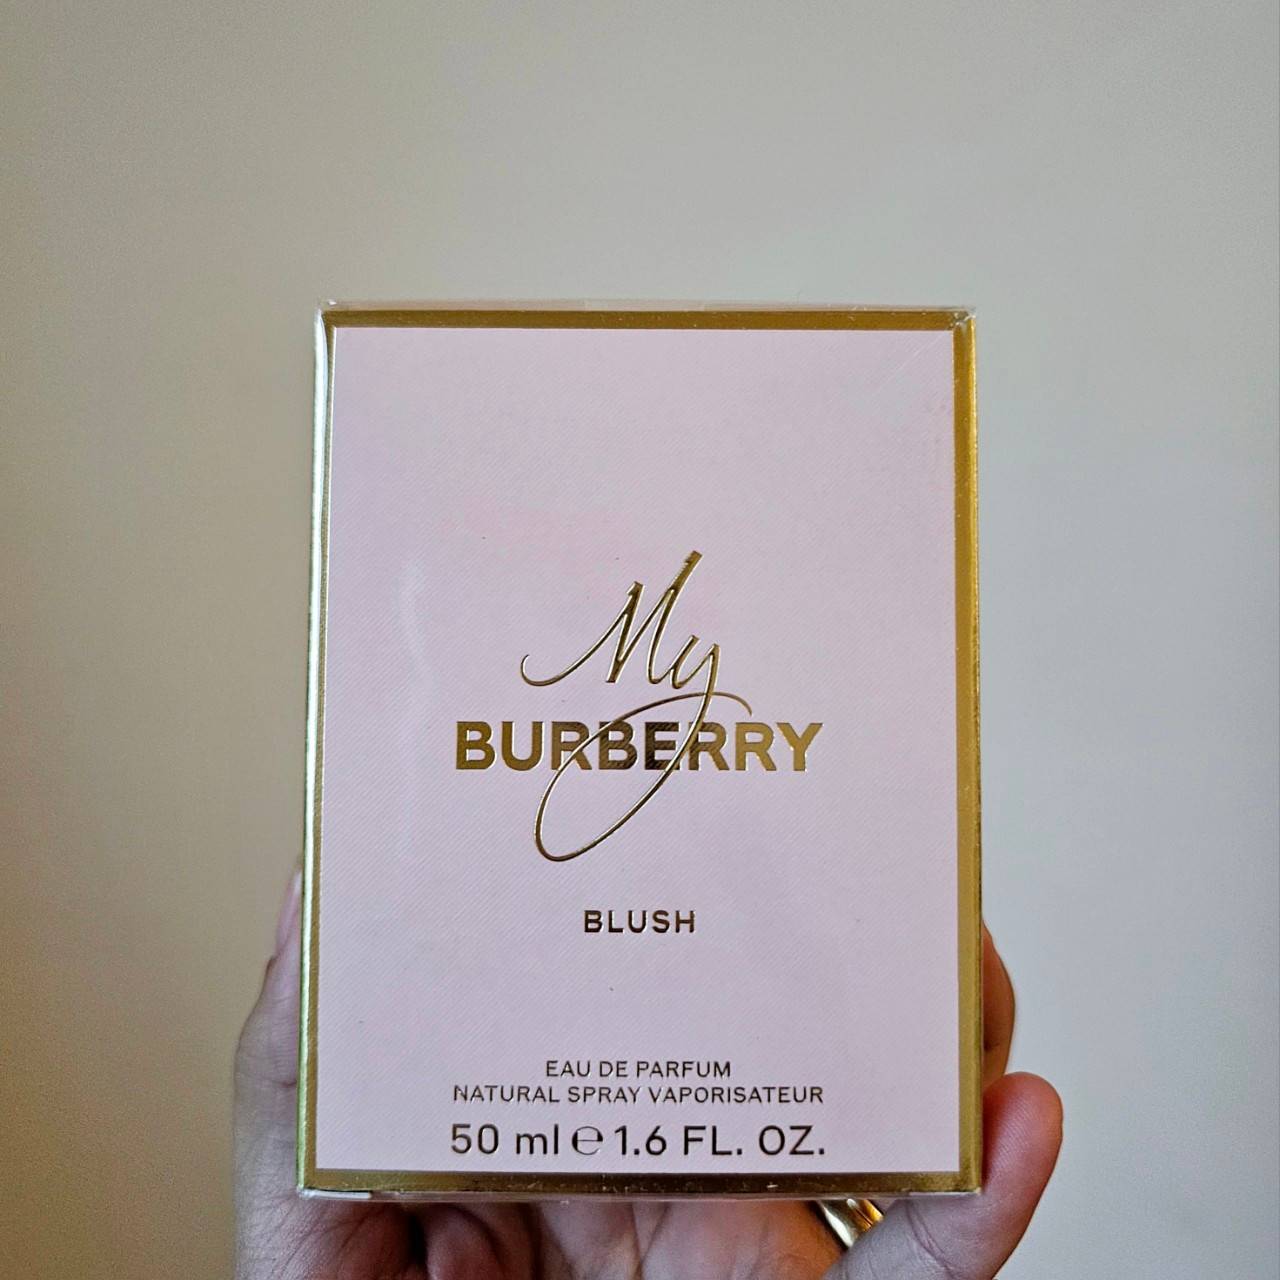 My
BURBERRY
BLUSH
EAU DE PARFUM
NATURAL SPRAY VAPORISATEUR
50 ml ℮ 1.6 FL. OZ.